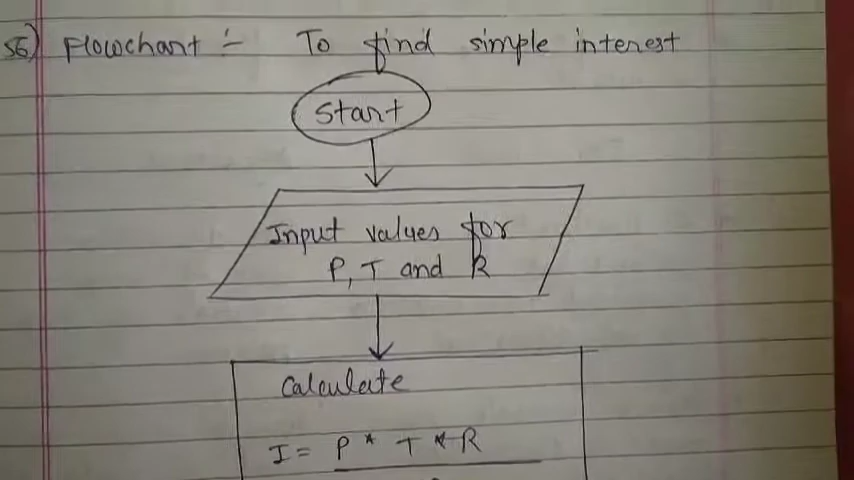 56) Flowchart :- To find simple interest
Start
Input values for
P, T and R
Calculate
I = P * T * R